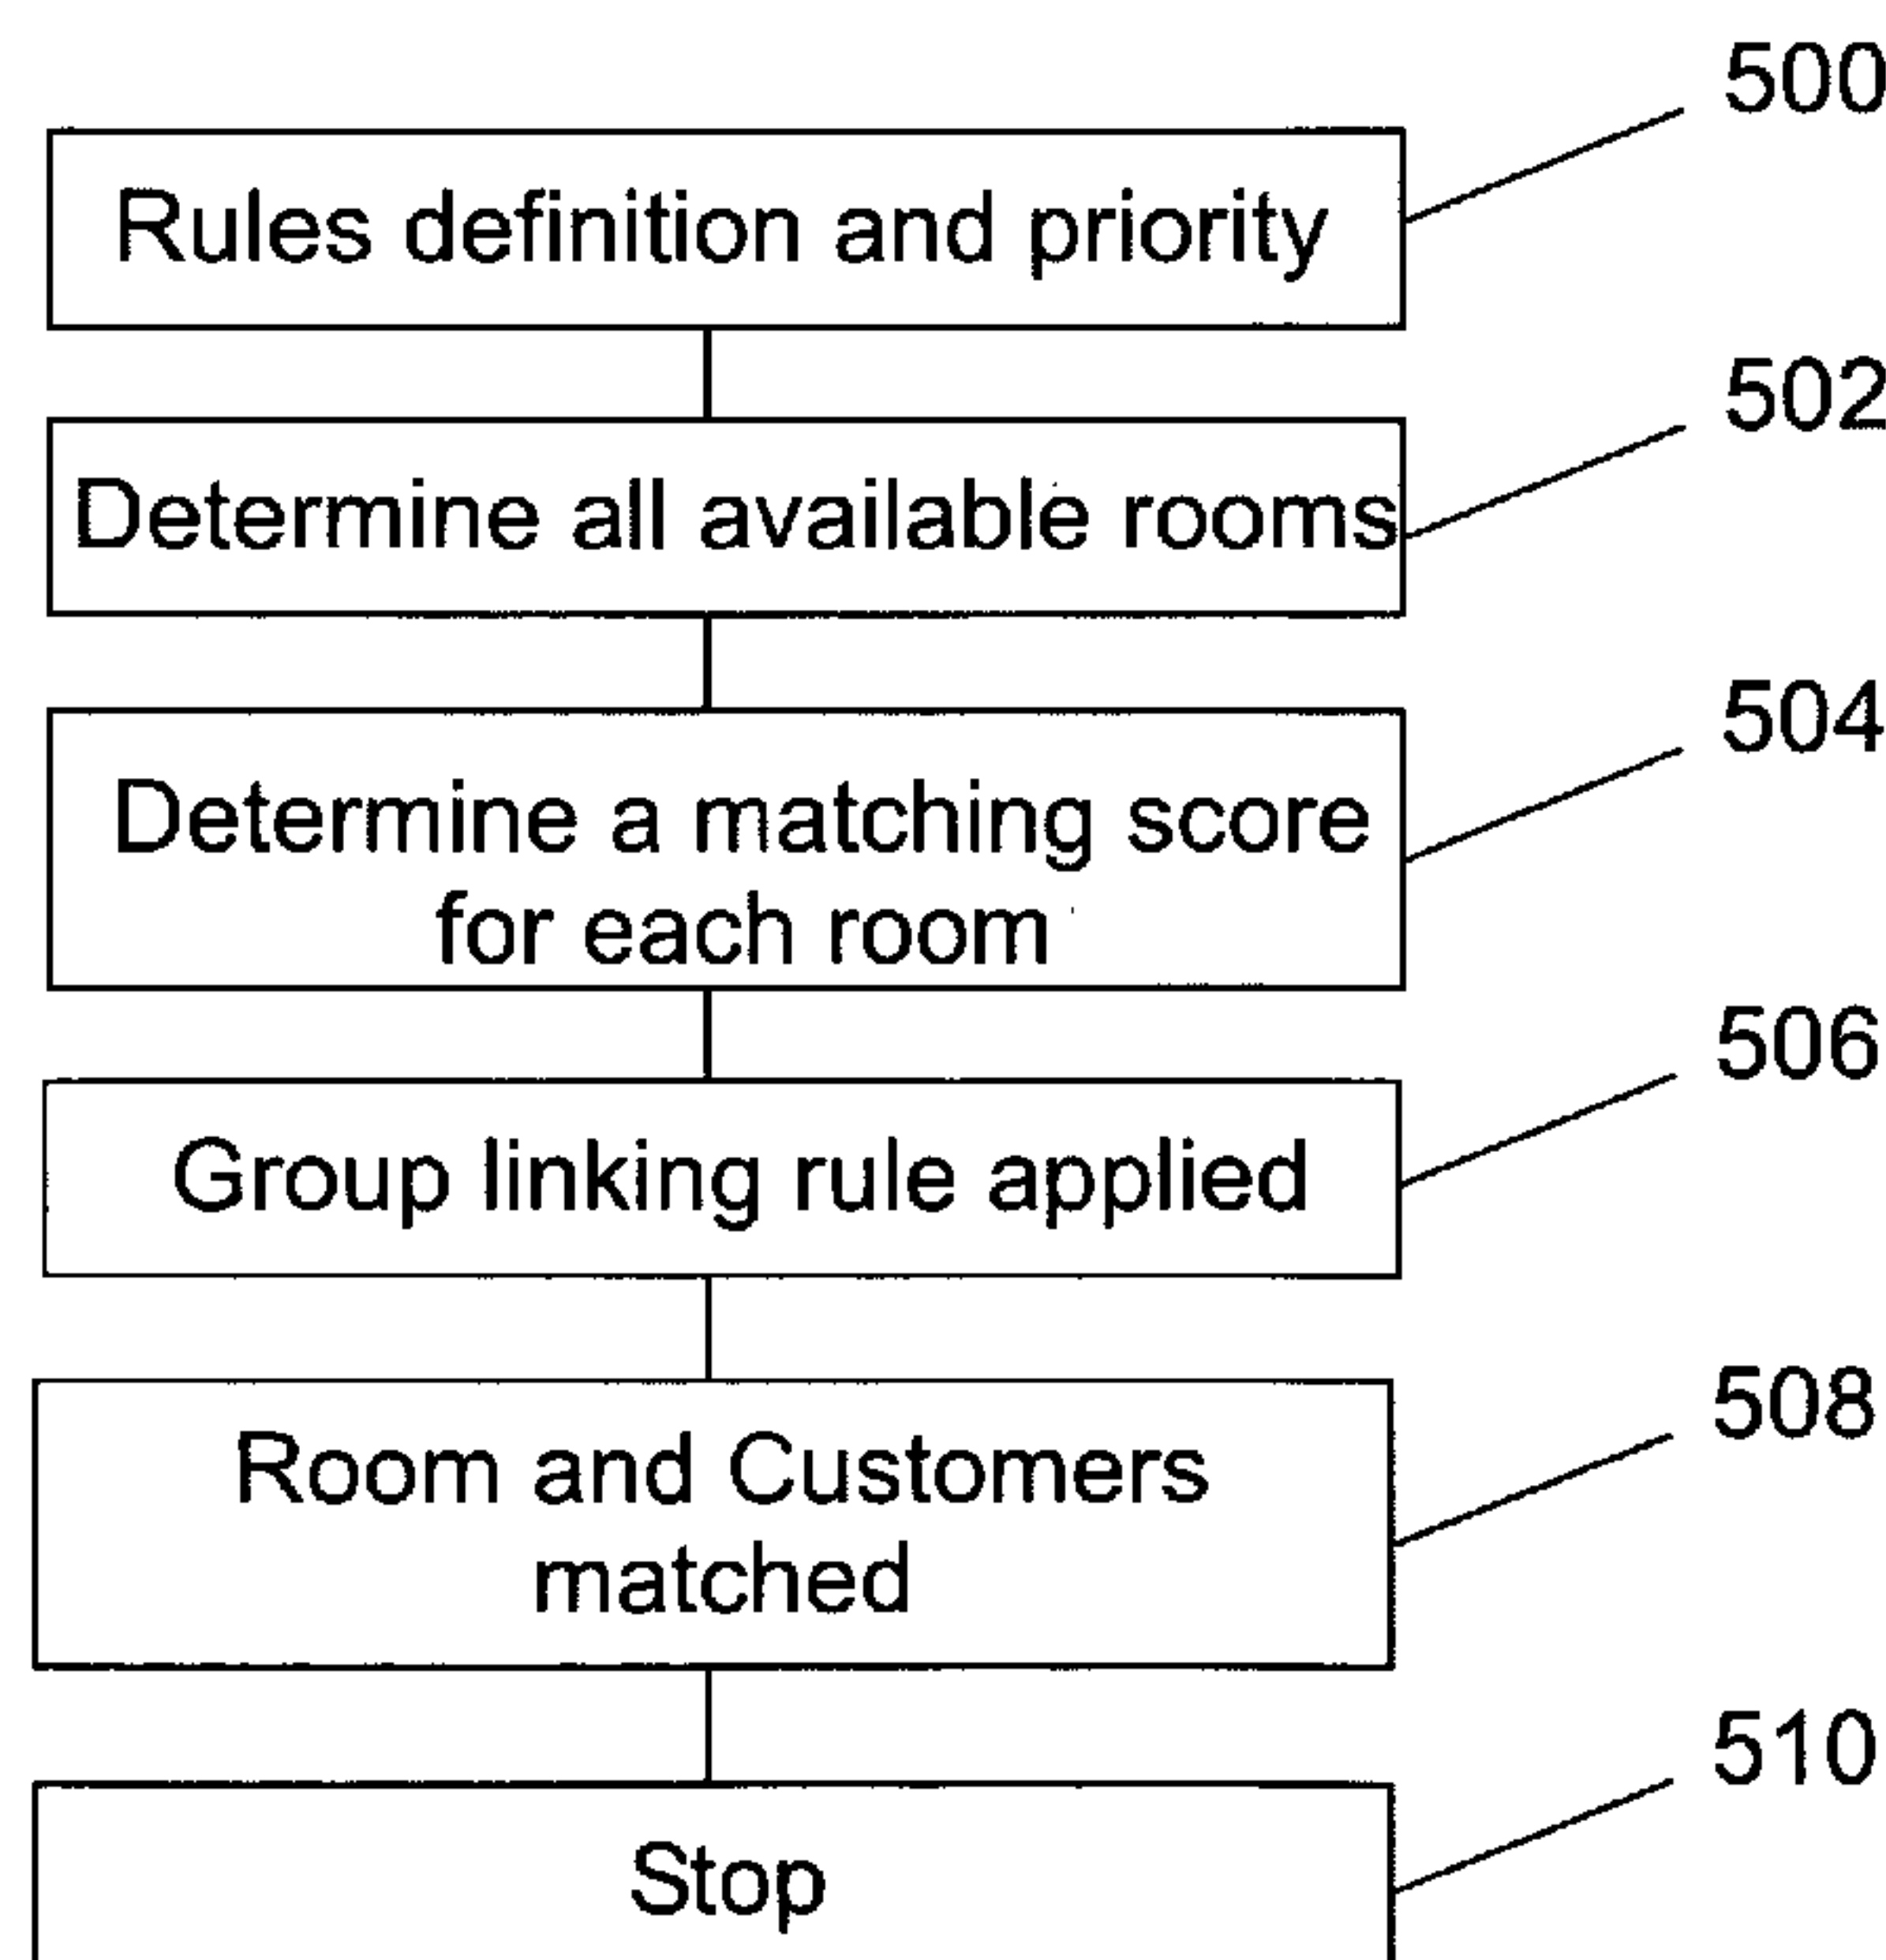 500
Rules definition and priority
502
Determine all available rooms
504
Determine a matching score
for each room
506
Group linking rule applied
508
Room and Customers
matched
510
Stop